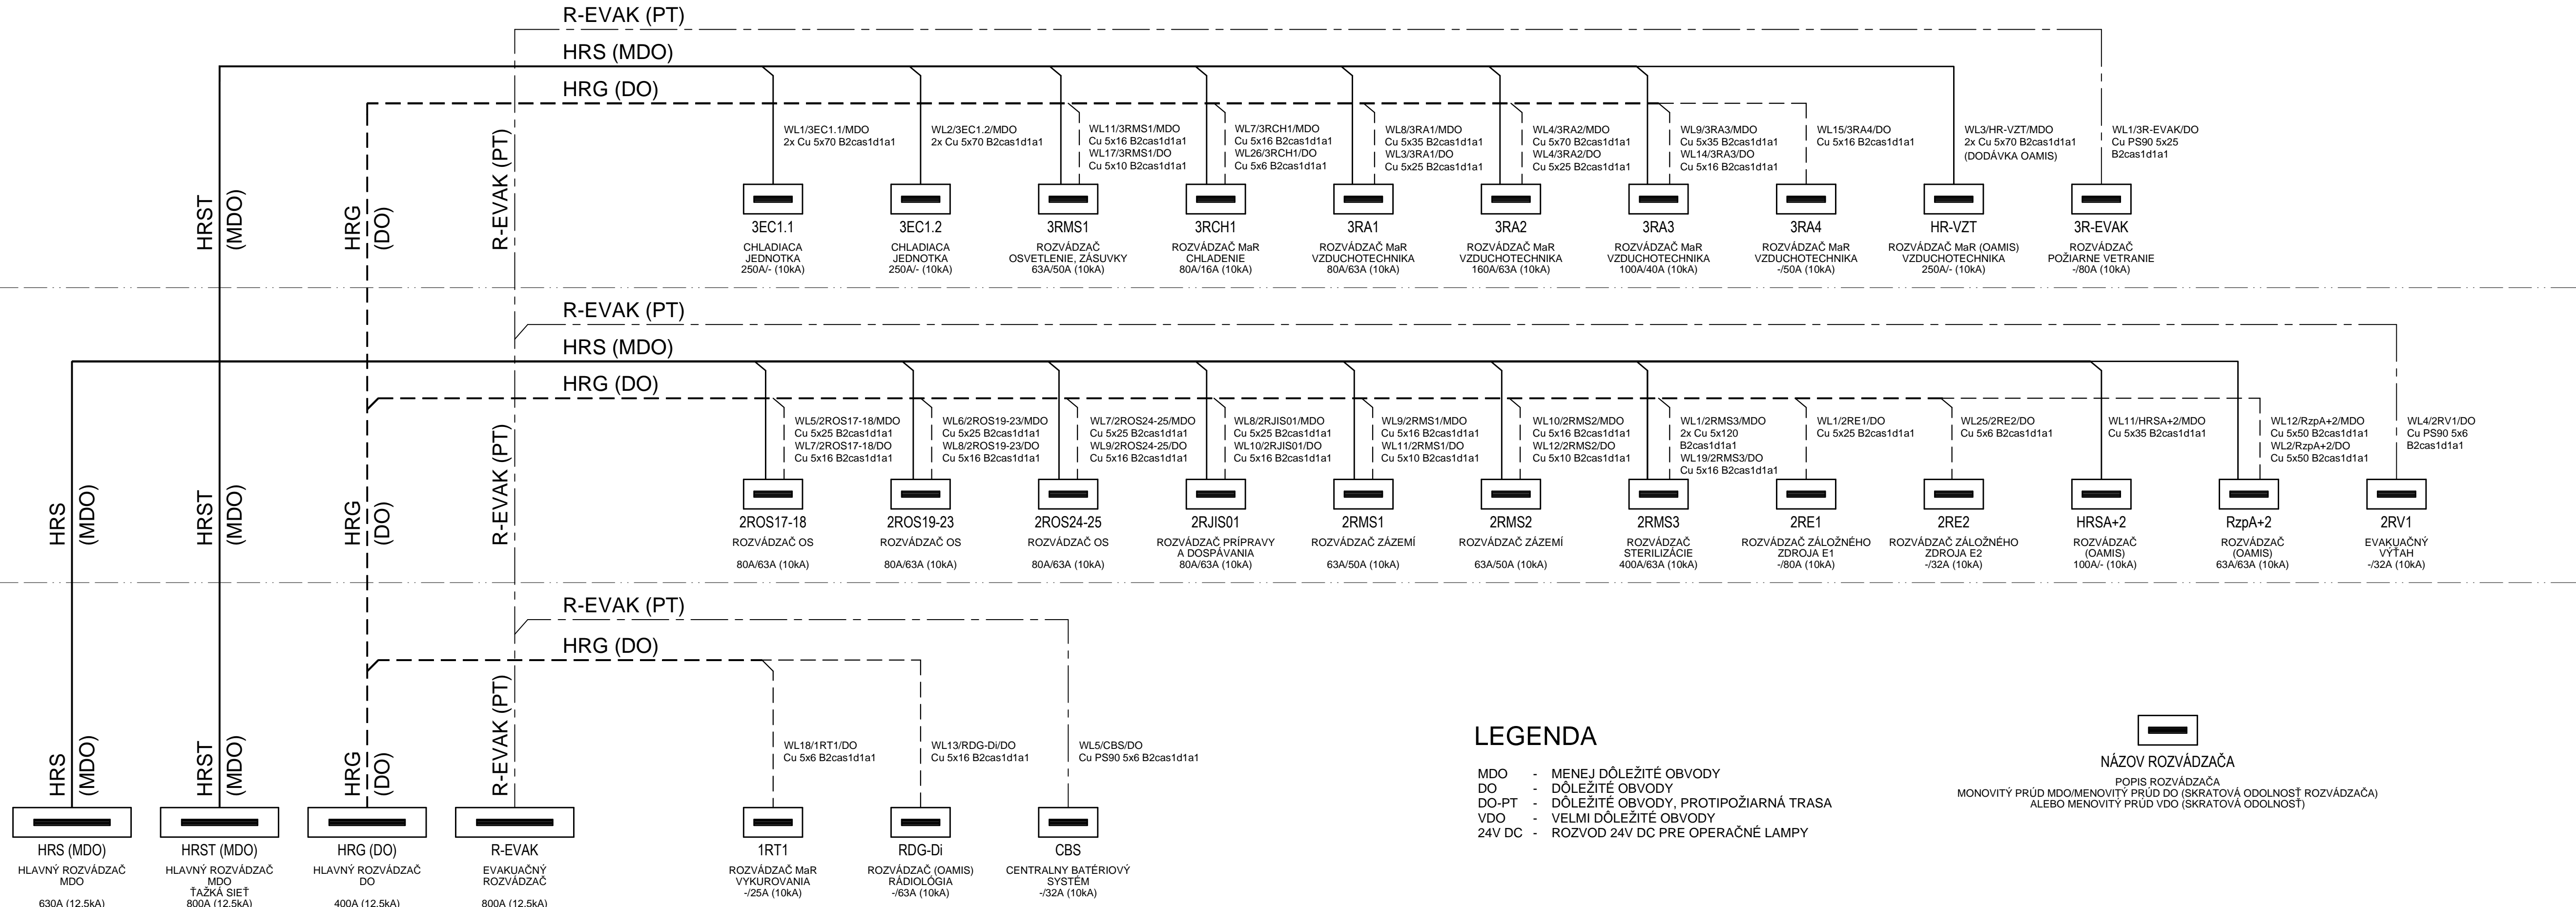 R-EVAK (PT)
HRS (MDO)
HRG (DO)
HRST
(MDO)
HRG
(DO)
R-EVAK (PT)
WL1/3EC1.1/MDO
2x Cu 5x70 B2cas1d1a1
WL2/3EC1.2/MDO
2x Cu 5x70 B2cas1d1a1
WL11/3RMS1/MDO
Cu 5x16 B2cas1d1a1
WL17/3RMS1/DO
Cu 5x10 B2cas1d1a1
WL7/3RCH1/MDO
Cu 5x16 B2cas1d1a1
WL26/3RCH1/DO
Cu 5x6 B2cas1d1a1
WL8/3RA1/MDO
Cu 5x35 B2cas1d1a1
WL3/3RA1/DO
Cu 5x25 B2cas1d1a1
WL4/3RA2/MDO
Cu 5x70 B2cas1d1a1
WL4/3RA2/DO
Cu 5x25 B2cas1d1a1
WL9/3RA3/MDO
Cu 5x35 B2cas1d1a1
WL14/3RA3/DO
Cu 5x16 B2cas1d1a1
WL15/3RA4/DO
Cu 5x16 B2cas1d1a1
WL3/HR-VZT/MDO
2x Cu 5x70 B2cas1d1a1
(DODÁVKA OAMIS)
WL1/3R-EVAK/DO
Cu PS90 5x25
B2cas1d1a1
3EC1.1
CHLADIACA
JEDNOTKA
250A/- (10kA)
3EC1.2
CHLADIACA
JEDNOTKA
250A/- (10kA)
3RMS1
ROZVÁDZAČ
OSVETLENIE, ZÁSUVKY
63A/50A (10kA)
3RCH1
ROZVÁDZAČ MaR
CHLADENIE
80A/16A (10kA)
3RA1
ROZVÁDZAČ MaR
VZDUCHOTECHNIKA
80A/63A (10kA)
3RA2
ROZVÁDZAČ MaR
VZDUCHOTECHNIKA
160A/63A (10kA)
3RA3
ROZVÁDZAČ MaR
VZDUCHOTECHNIKA
100A/40A (10kA)
3RA4
ROZVÁDZAČ MaR
VZDUCHOTECHNIKA
-/50A (10kA)
HR-VZT
ROZVÁDZAČ MaR (OAMIS)
VZDUCHOTECHNIKA
250A/- (10kA)
3R-EVAK
ROZVÁDZAČ
POŽIARNE VETRANIE
-/80A (10kA)
R-EVAK (PT)
HRS (MDO)
HRG (DO)
HRS
(MDO)
HRST
(MDO)
HRG
(DO)
R-EVAK (PT)
WL5/2ROS17-18/MDO
Cu 5x25 B2cas1d1a1
WL7/2ROS17-18/DO
Cu 5x16 B2cas1d1a1
WL6/2ROS19-23/MDO
Cu 5x25 B2cas1d1a1
WL8/2ROS19-23/DO
Cu 5x16 B2cas1d1a1
WL7/2ROS24-25/MDO
Cu 5x25 B2cas1d1a1
WL9/2ROS24-25/DO
Cu 5x16 B2cas1d1a1
WL8/2RJIS01/MDO
Cu 5x25 B2cas1d1a1
WL10/2RJIS01/DO
Cu 5x16 B2cas1d1a1
WL9/2RMS1/MDO
Cu 5x16 B2cas1d1a1
WL11/2RMS1/DO
Cu 5x10 B2cas1d1a1
WL10/2RMS2/MDO
Cu 5x16 B2cas1d1a1
WL12/2RMS2/DO
Cu 5x10 B2cas1d1a1
WL1/2RMS3/MDO
2x Cu 5x120
B2cas1d1a1
WL19/2RMS3/DO
Cu 5x16 B2cas1d1a1
WL1/2RE1/DO
Cu 5x25 B2cas1d1a1
WL25/2RE2/DO
Cu 5x6 B2cas1d1a1
WL11/HRSA+2/MDO
Cu 5x35 B2cas1d1a1
WL12/RzpA+2/MDO
Cu 5x50 B2cas1d1a1
WL2/RzpA+2/DO
Cu 5x50 B2cas1d1a1
WL4/2RV1/DO
Cu PS90 5x6
B2cas1d1a1
2ROS17-18
ROZVÁDZAČ OS
80A/63A (10kA)
2ROS19-23
ROZVÁDZAČ OS
80A/63A (10kA)
2ROS24-25
ROZVÁDZAČ OS
80A/63A (10kA)
2RJIS01
ROZVÁDZAČ PRÍPRAVY
A DOSPÁVANIA
80A/63A (10kA)
2RMS1
ROZVÁDZAČ ZÁZEMÍ
63A/50A (10kA)
2RMS2
ROZVÁDZAČ ZÁZEMÍ
63A/50A (10kA)
2RMS3
ROZVÁDZAČ
STERILIZÁCIE
400A/63A (10kA)
2RE1
ROZVÁDZAČ ZÁLOŽNÉHO
ZDROJA E1
-/80A (10kA)
2RE2
ROZVÁDZAČ ZÁLOŽNÉHO
ZDROJA E2
-/32A (10kA)
HRSA+2
ROZVÁDZAČ
(OAMIS)
100A/- (10kA)
RzpA+2
ROZVÁDZAČ
(OAMIS)
63A/63A (10kA)
2RV1
EVAKUAČNÝ
VÝŤAH
-/32A (10kA)
R-EVAK (PT)
HRG (DO)
HRS
(MDO)
HRST
(MDO)
HRG
(DO)
R-EVAK (PT)
WL18/1RT1/DO
Cu 5x6 B2cas1d1a1
WL13/RDG-Di/DO
Cu 5x16 B2cas1d1a1
WL5/CBS/DO
Cu PS90 5x6 B2cas1d1a1
HRS (MDO)
HLAVNÝ ROZVÁDZAČ
MDO
630A (12,5kA)
HRST (MDO)
HLAVNÝ ROZVÁDZAČ
MDO
ŤAŽKÁ SIEŤ
800A (12,5kA)
HRG (DO)
HLAVNÝ ROZVÁDZAČ
DO
400A (12,5kA)
R-EVAK
EVAKUAČNÝ
ROZVÁDZAČ
800A (12,5kA)
1RT1
ROZVÁDZAČ MaR
VYKUROVANIA
-/25A (10kA)
RDG-Di
ROZVÁDZAČ (OAMIS)
RÁDIOLÓGIA
-/63A (10kA)
CBS
CENTRALNY BATÉRIOVÝ
SYSTÉM
-/32A (10kA)
LEGENDA
MDO - MENEJ DÔLEŽITÉ OBVODY
DO - DÔLEŽITÉ OBVODY
DO-PT - DÔLEŽITÉ OBVODY, PROTIPOŽIARNÁ TRASA
VDO - VELMI DÔLEŽITÉ OBVODY
24V DC - ROZVOD 24V DC PRE OPERAČNÉ LAMPY
NÁZOV ROZVÁDZAČA
POPIS ROZVÁDZAČA
MONOVITÝ PRÚD MDO/MENOVITÝ PRÚD DO (SKRATOVÁ ODOLNOSŤ ROZVÁDZAČA)
ALEBO MENOVITÝ PRÚD VDO (SKRATOVÁ ODOLNOSŤ)